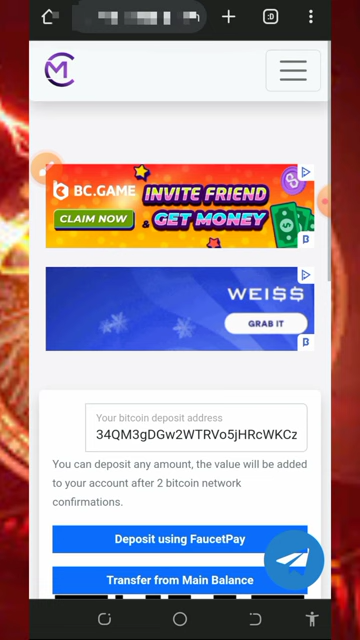 :D
BC.GAME
INVITE FRIEND
CLAIM NOW
& GET MONEY
WEI$$
GRAB IT
Your bitcoin deposit address
34QM3gDGw2WTRVo5jHRcWKCz
You can deposit any amount, the value will be added
to your account after 2 bitcoin network
confirmations.
Deposit using FaucetPay
Transfer from Main Balance